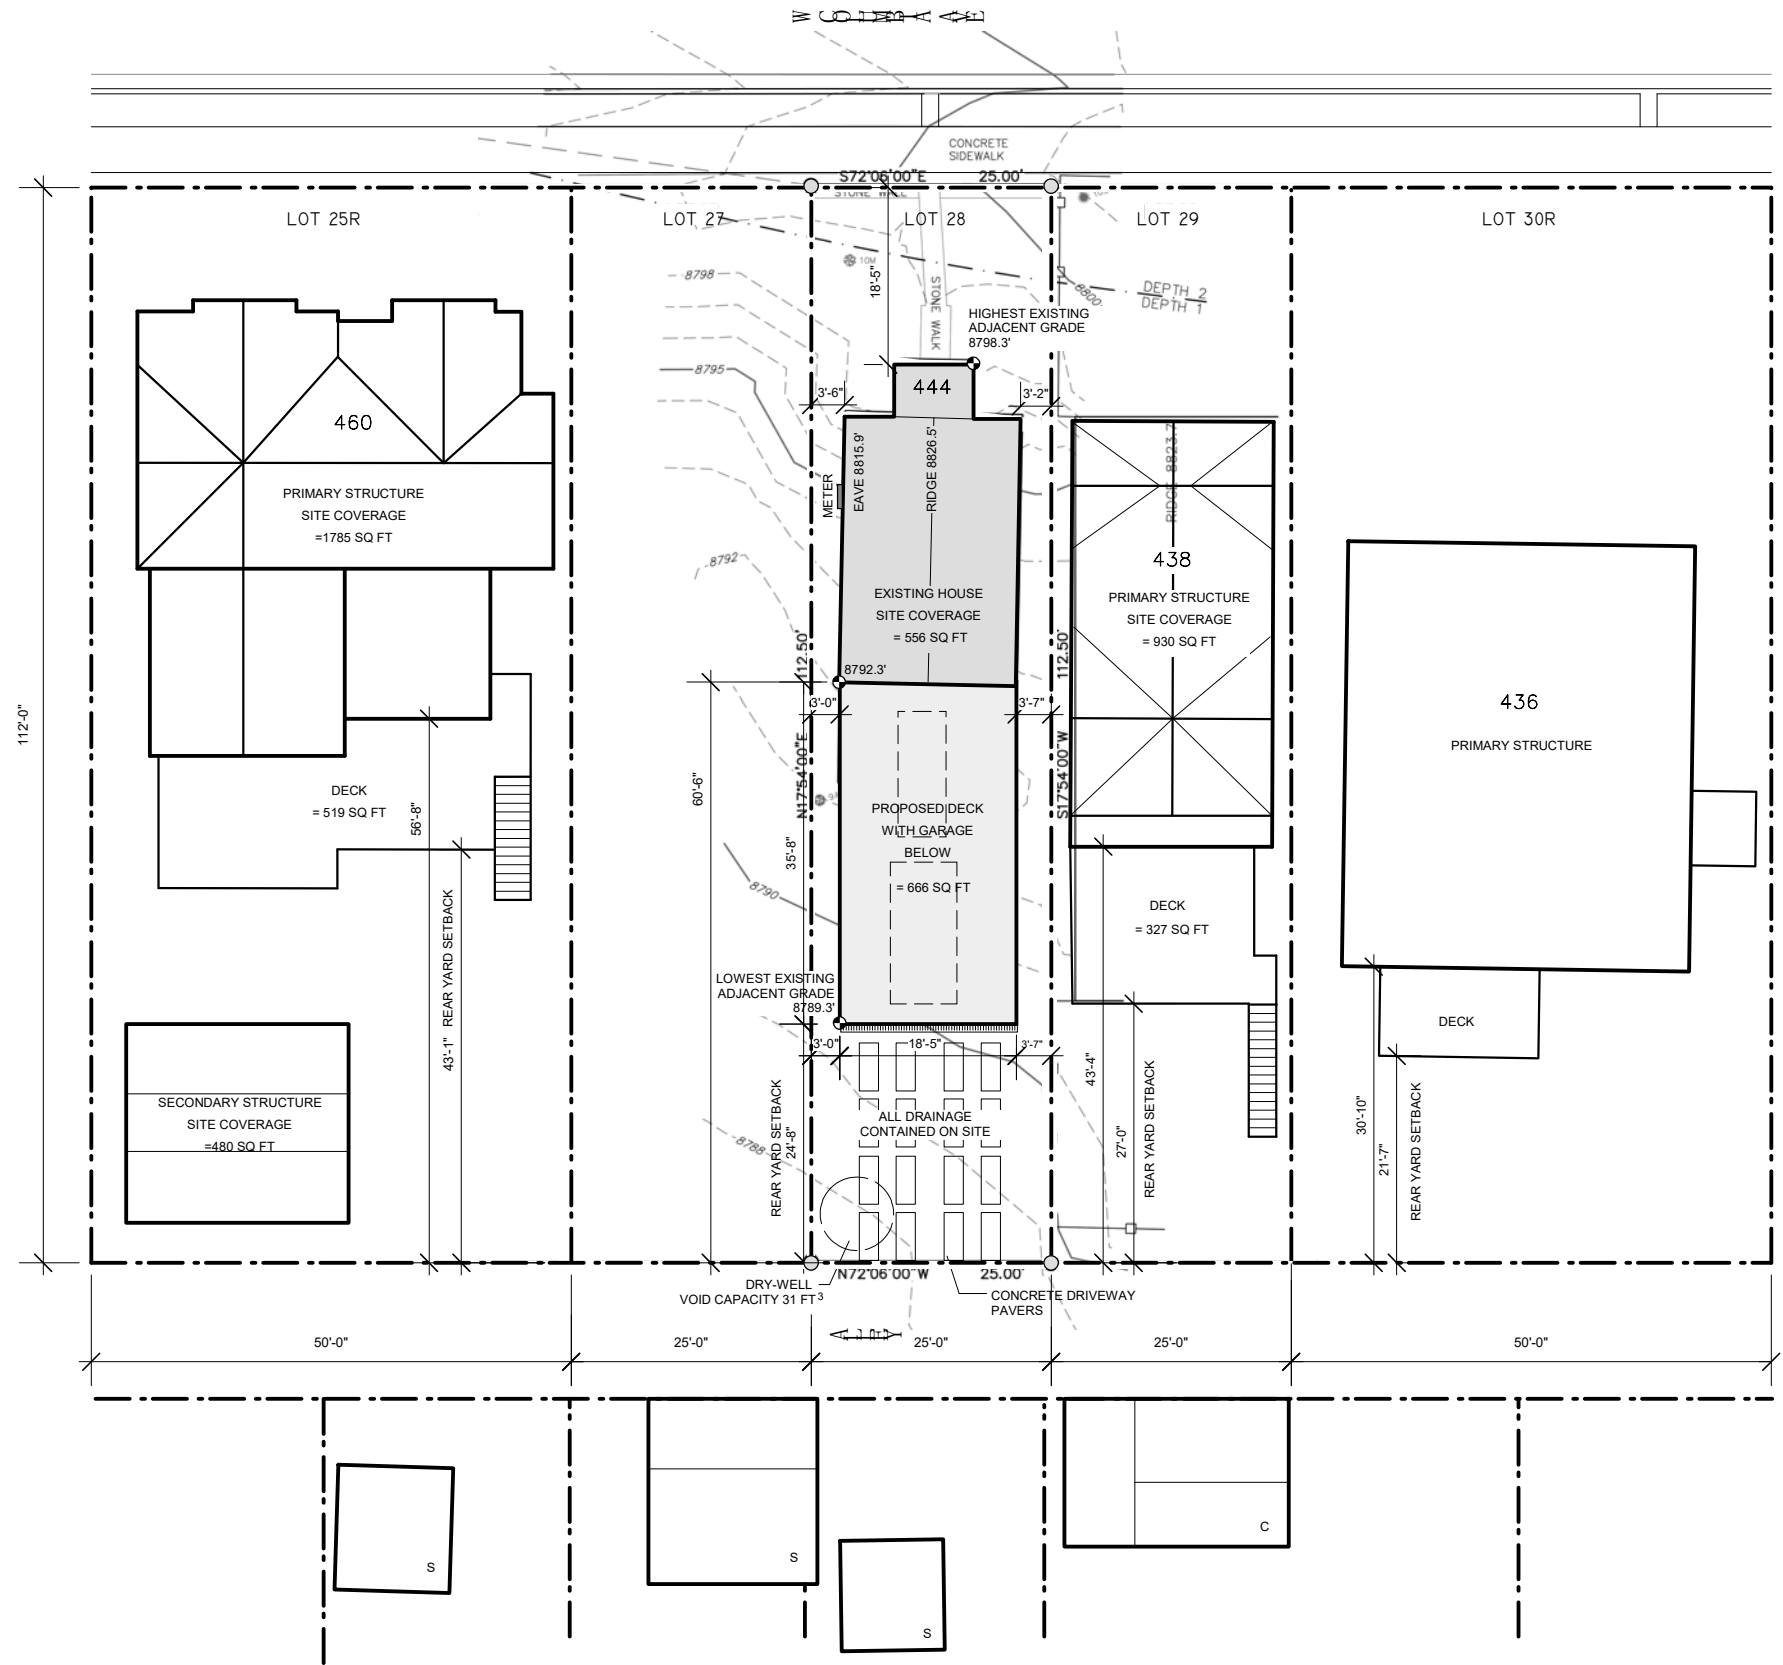 CONCRETE
SIDEWALK
S72°06'00"E 25.00'
STONE WALL
LOT 25R
LOT 27
LOT 28
LOT 29
LOT 30R
10M
8798
18'-5"
STONE WALK
8800
DEPTH 2
DEPTH 1
HIGHEST EXISTING
ADJACENT GRADE
8798.3'
8795
3'-6"
444
3'-2"
460
PRIMARY STRUCTURE
SITE COVERAGE
=1785 SQ FT
METER
EAVE 8815.9'
RIDGE 8826.5'
RIDGE 8823.7
438
PRIMARY STRUCTURE
SITE COVERAGE
= 930 SQ FT
8792
EXISTING HOUSE
SITE COVERAGE
= 556 SQ FT
112.50'
112.50'
8792.3'
112'-0"
3'-0"
3'-7"
436
PRIMARY STRUCTURE
N17°54'00"E
S17°54'00"W
60'-6"
35'-8"
DECK
= 519 SQ FT
56'-8"
PROPOSED DECK
WITH GARAGE
BELOW
= 666 SQ FT
8790
DECK
= 327 SQ FT
43'-1" REAR YARD SETBACK
LOWEST EXISTING
ADJACENT GRADE
8789.3'
DECK
3'-0"
18'-5"
3'-7"
43'-4"
SECONDARY STRUCTURE
SITE COVERAGE
=480 SQ FT
8788
REAR YARD SETBACK
24'-8"
ALL DRAINAGE
CONTAINED ON SITE
27'-0"
REAR YARD SETBACK
30'-10"
21'-7"
REAR YARD SETBACK
N72°06'00"W 25.00'
DRY-WELL
VOID CAPACITY 31 FT3
CONCRETE DRIVEWAY
PAVERS
50'-0"
25'-0"
25'-0"
25'-0"
50'-0"
S
S
S
C